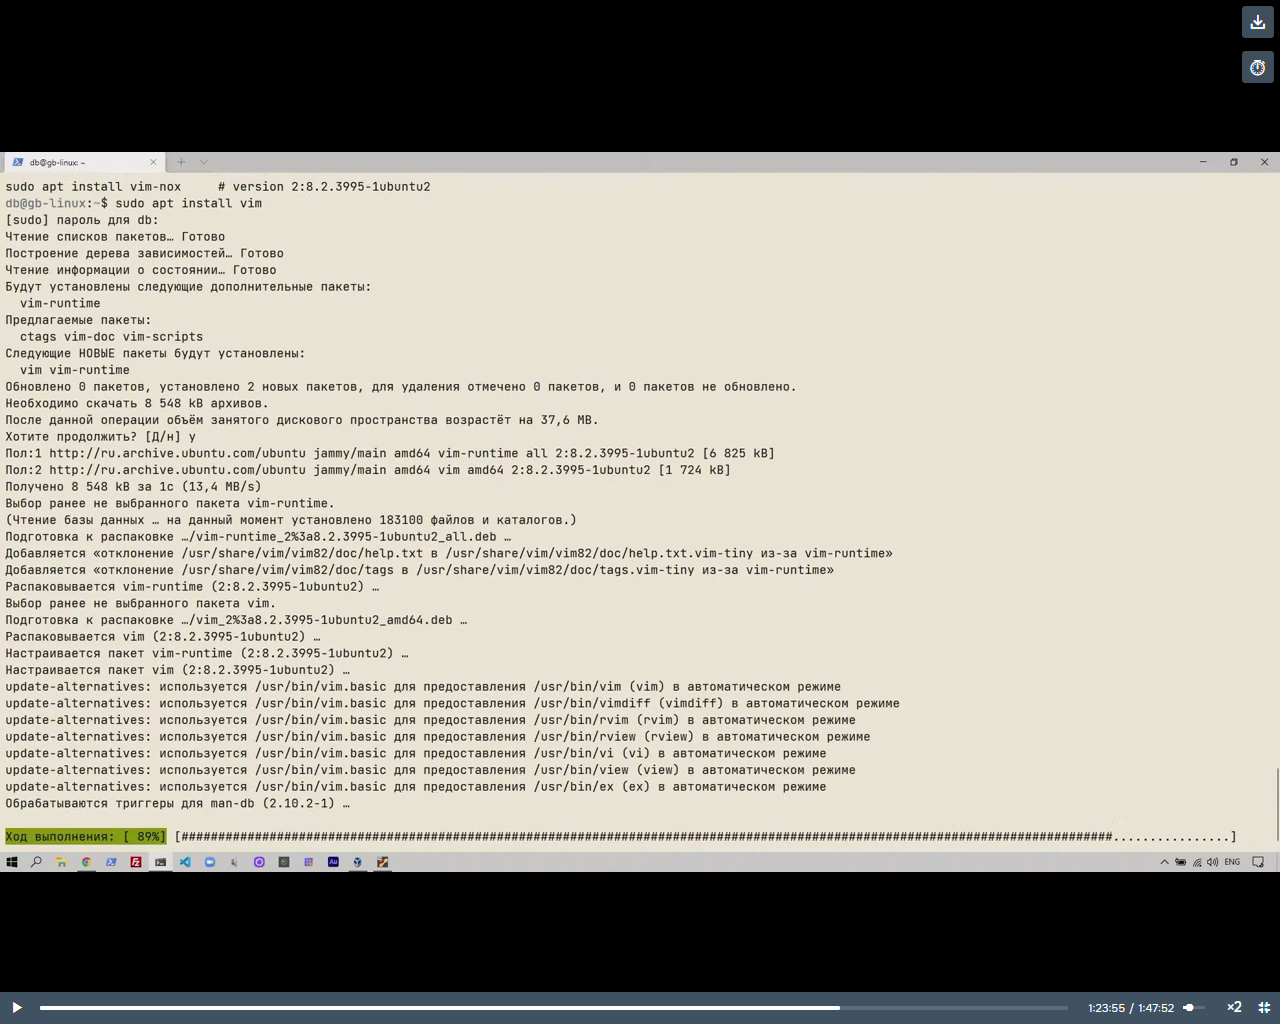 db@gb-linux: ~
sudo apt install vim-nox     # version 2:8.2.3995-1ubuntu2
db@gb-linux:~$ sudo apt install vim
[sudo] пароль для db:
Чтение списков пакетов… Готово
Построение дерева зависимостей… Готово
Чтение информации о состоянии… Готово
Будут установлены следующие дополнительные пакеты:
  vim-runtime
Предлагаемые пакеты:
  ctags vim-doc vim-scripts
Следующие НОВЫЕ пакеты будут установлены:
  vim vim-runtime
Обновлено 0 пакетов, установлено 2 новых пакетов, для удаления отмечено 0 пакетов, и 0 пакетов не обновлено.
Необходимо скачать 8 548 kB архивов.
После данной операции объём занятого дискового пространства возрастёт на 37,6 MB.
Хотите продолжить? [Д/н] y
Пол:1 http://ru.archive.ubuntu.com/ubuntu jammy/main amd64 vim-runtime all 2:8.2.3995-1ubuntu2 [6 825 kB]
Пол:2 http://ru.archive.ubuntu.com/ubuntu jammy/main amd64 vim amd64 2:8.2.3995-1ubuntu2 [1 724 kB]
Получено 8 548 kB за 1с (13,4 MB/s)
Выбор ранее не выбранного пакета vim-runtime.
(Чтение базы данных … на данный момент установлено 183100 файлов и каталогов.)
Подготовка к распаковке …/vim-runtime_2%3a8.2.3995-1ubuntu2_all.deb …
Добавляется «отклонение /usr/share/vim/vim82/doc/help.txt в /usr/share/vim/vim82/doc/help.txt.vim-tiny из-за vim-runtime»
Добавляется «отклонение /usr/share/vim/vim82/doc/tags в /usr/share/vim/vim82/doc/tags.vim-tiny из-за vim-runtime»
Распаковывается vim-runtime (2:8.2.3995-1ubuntu2) …
Выбор ранее не выбранного пакета vim.
Подготовка к распаковке …/vim_2%3a8.2.3995-1ubuntu2_amd64.deb …
Распаковывается vim (2:8.2.3995-1ubuntu2) …
Настраивается пакет vim-runtime (2:8.2.3995-1ubuntu2) …
Настраивается пакет vim (2:8.2.3995-1ubuntu2) …
update-alternatives: используется /usr/bin/vim.basic для предоставления /usr/bin/vim (vim) в автоматическом режиме
update-alternatives: используется /usr/bin/vim.basic для предоставления /usr/bin/vimdiff (vimdiff) в автоматическом режиме
update-alternatives: используется /usr/bin/vim.basic для предоставления /usr/bin/rvim (rvim) в автоматическом режиме
update-alternatives: используется /usr/bin/vim.basic для предоставления /usr/bin/rview (rview) в автоматическом режиме
update-alternatives: используется /usr/bin/vim.basic для предоставления /usr/bin/vi (vi) в автоматическом режиме
update-alternatives: используется /usr/bin/vim.basic для предоставления /usr/bin/view (view) в автоматическом режиме
update-alternatives: используется /usr/bin/vim.basic для предоставления /usr/bin/ex (ex) в автоматическом режиме
Обрабатываются триггеры для man-db (2.10.2-1) …
Ход выполнения: [ 89%] [###############################################################################################################################................]
Fz Au ENG
1:23:55 / 1:47:52 ×2